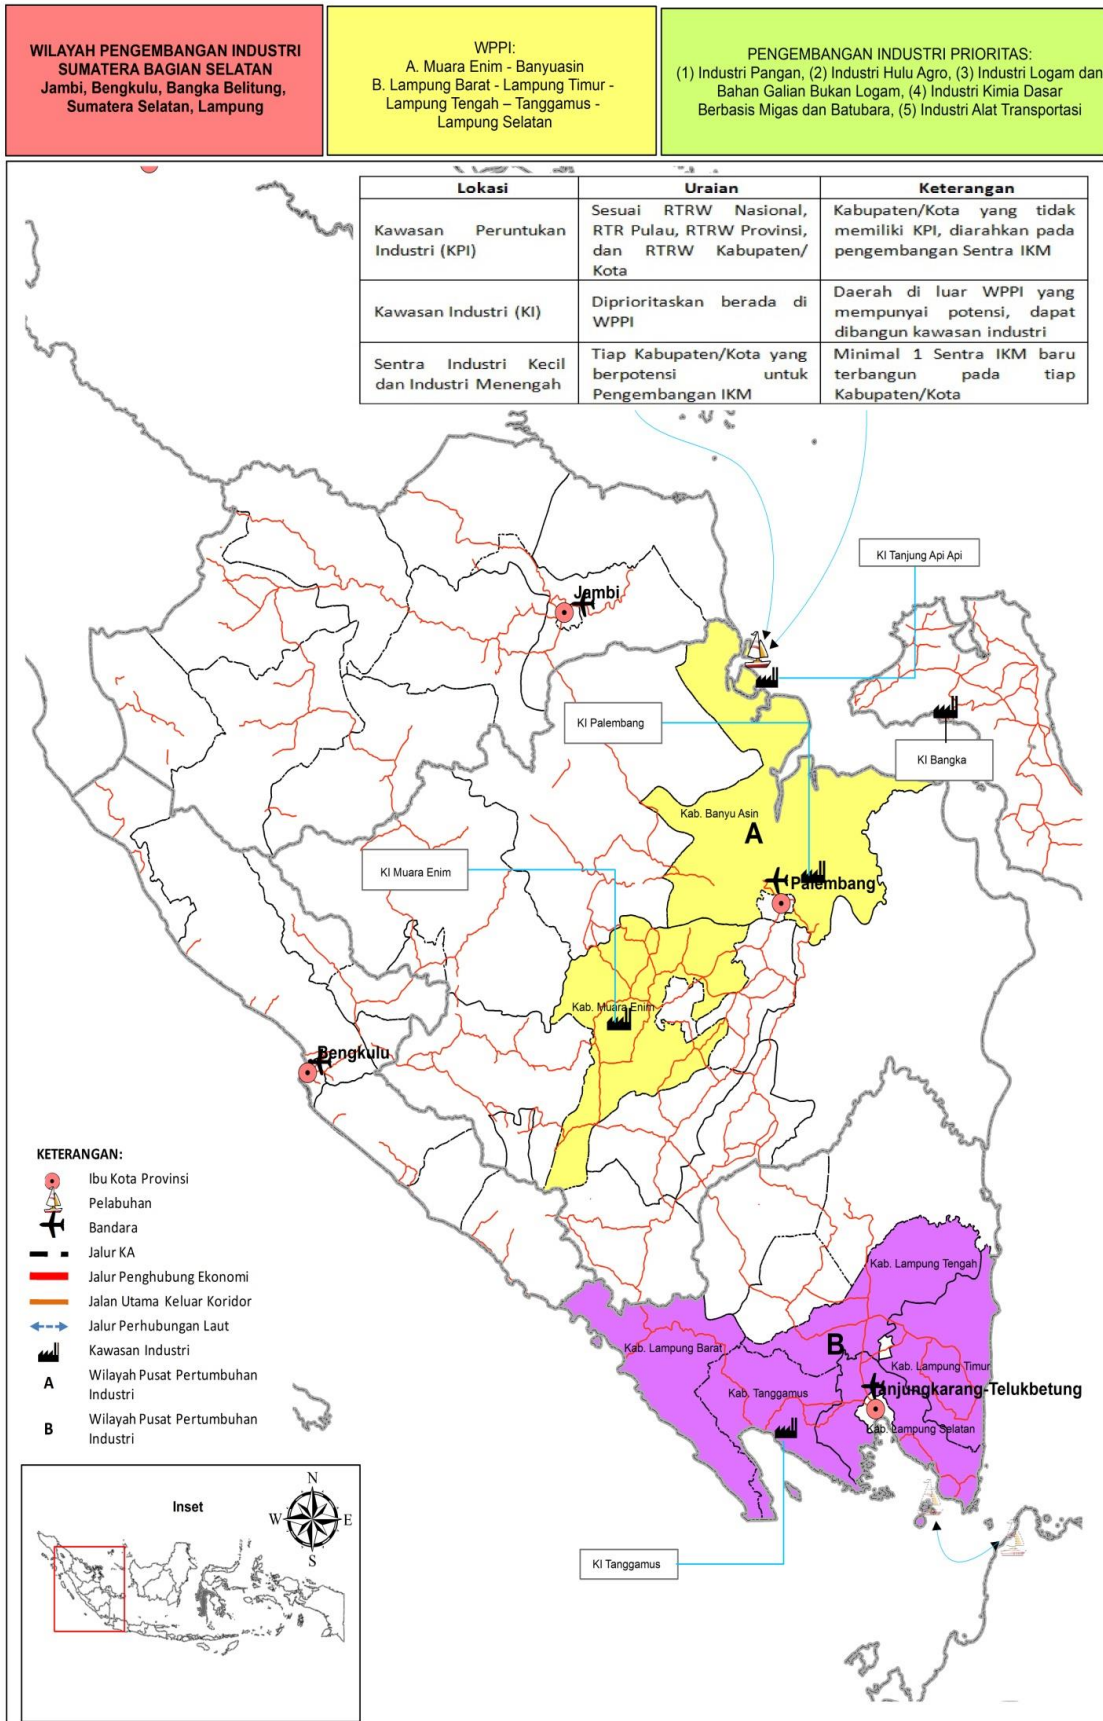 WILAYAH PENGEMBANGAN INDUSTRI
SUMATERA BAGIAN SELATAN
Jambi, Bengkulu, Bangka Belitung,
Sumatera Selatan, Lampung
WPPI:
A. Muara Enim - Banyuasin
B. Lampung Barat - Lampung Timur -
Lampung Tengah – Tanggamus -
Lampung Selatan
PENGEMBANGAN INDUSTRI PRIORITAS:
(1) Industri Pangan, (2) Industri Hulu Agro, (3) Industri Logam dan
Bahan Galian Bukan Logam, (4) Industri Kimia Dasar
Berbasis Migas dan Batubara, (5) Industri Alat Transportasi
Lokasi
Uraian
Keterangan
Kawasan Peruntukan
Industri (KPI)
Sesuai RTRW Nasional,
RTR Pulau, RTRW Provinsi,
dan RTRW Kabupaten/
Kota
Kabupaten/Kota yang tidak
memiliki KPI, diarahkan pada
pengembangan Sentra IKM
Kawasan Industri (KI)
Diprioritaskan berada di
WPPI
Daerah di luar WPPI yang
mempunyai potensi, dapat
dibangun kawasan industri
Sentra Industri Kecil
dan Industri Menengah
Tiap Kabupaten/Kota yang
berpotensi untuk
Pengembangan IKM
Minimal 1 Sentra IKM baru
terbangun pada tiap
Kabupaten/Kota
KI Tanjung Api Api
Jambi
KI Palembang
KI Bangka
Kab. Banyu Asin
A
KI Muara Enim
Palembang
Kab. Muara Enim
Bengkulu
KETERANGAN:
Ibu Kota Provinsi
Pelabuhan
Bandara
Jalur KA
Jalur Penghubung Ekonomi
Jalan Utama Keluar Koridor
Jalur Perhubungan Laut
Kawasan Industri
A Wilayah Pusat Pertumbuhan
Industri
B Wilayah Pusat Pertumbuhan
Industri
Kab. Lampung Tengah
B
Kab. Lampung Barat
Kab. Lampung Timur
Kab. Tanggamus
Tanjungkarang-Telukbetung
Kab. Lampung Selatan
KI Tanggamus
Inset
N
W
E
S